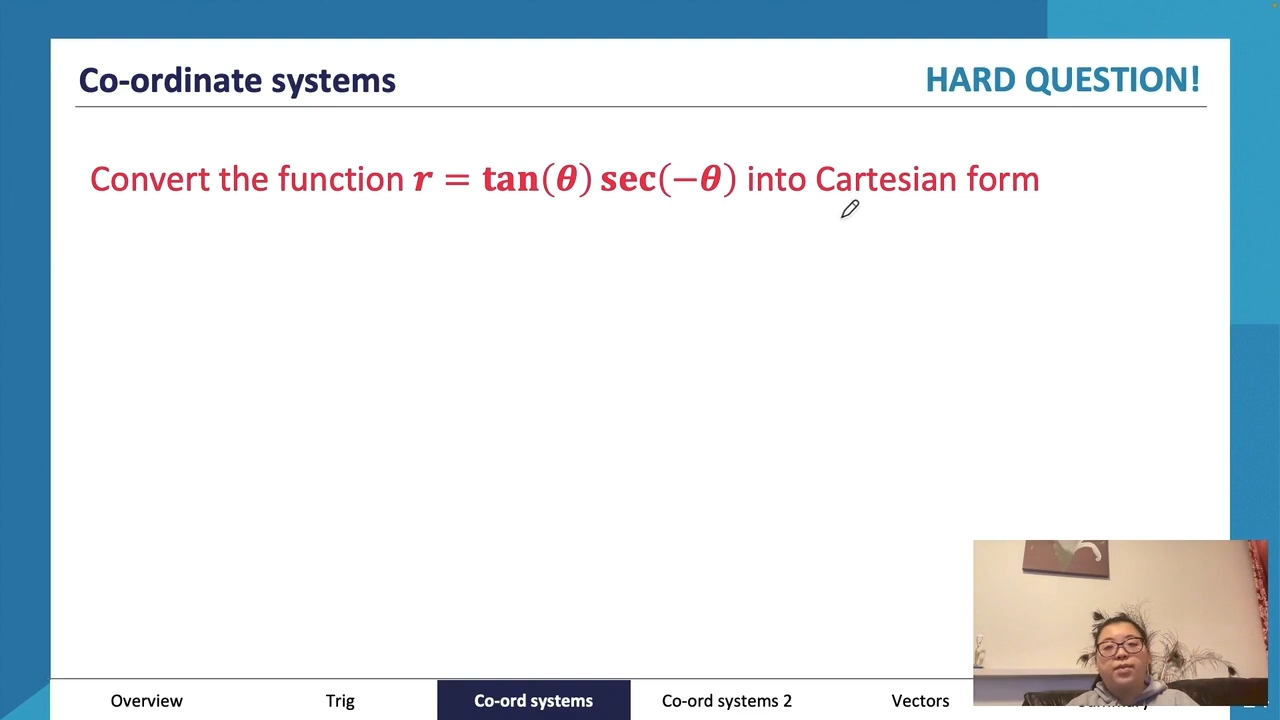 Co-ordinate systems
HARD QUESTION!
Convert the function r = tan(θ) sec(−θ) into Cartesian form
Overview
Trig
Co-ord systems
Co-ord systems 2
Vectors